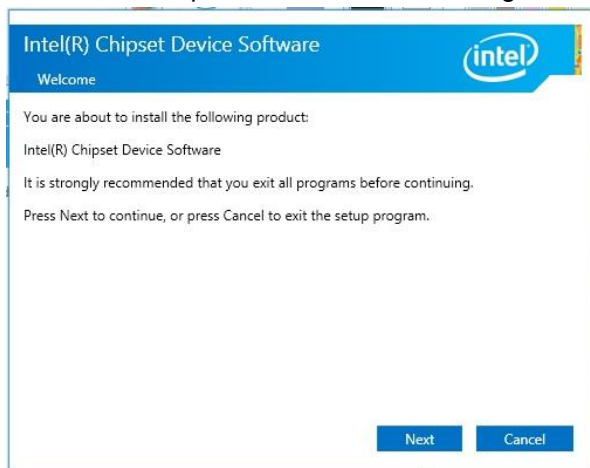 Intel(R) Chipset Device Software
intel
Welcome
You are about to install the following product:
Intel(R) Chipset Device Software
It is strongly recommended that you exit all programs before continuing.
Press Next to continue, or press Cancel to exit the setup program.
Next Cancel